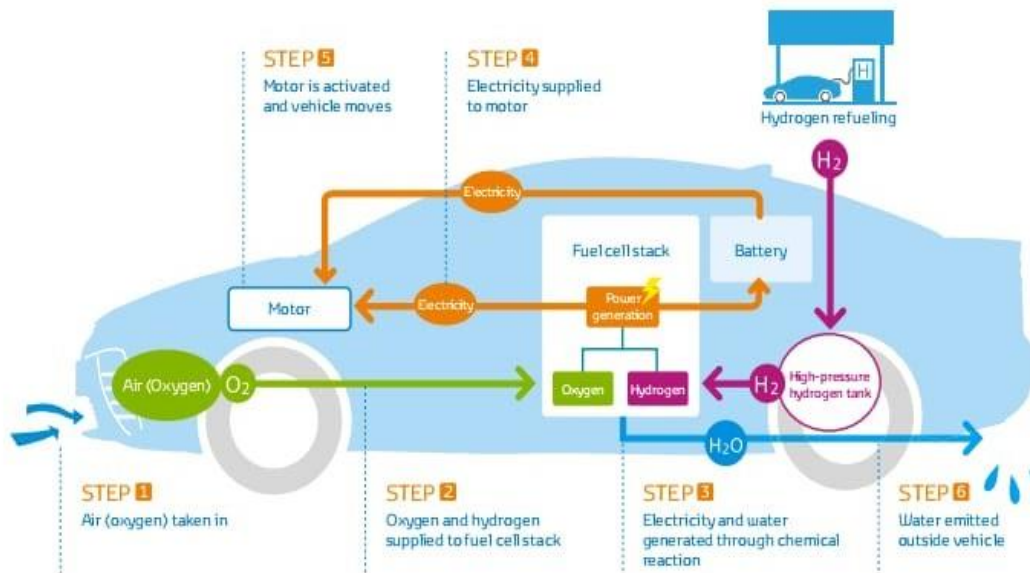 STEP 5
Motor is activated
and vehicle moves
STEP 4
Electricity supplied
to motor
H
Hydrogen refueling
H₂
Electricity
Fuel cell stack
Battery
Motor
Electricity
Power
generation
Air (Oxygen)
O₂
Oxygen
Hydrogen
H₂
High-pressure
hydrogen tank
H₂O
STEP 1
Air (oxygen) taken in
STEP 2
Oxygen and hydrogen
supplied to fuel cell stack
STEP 3
Electricity and water
generated through chemical
reaction
STEP 6
Water emitted
outside vehicle